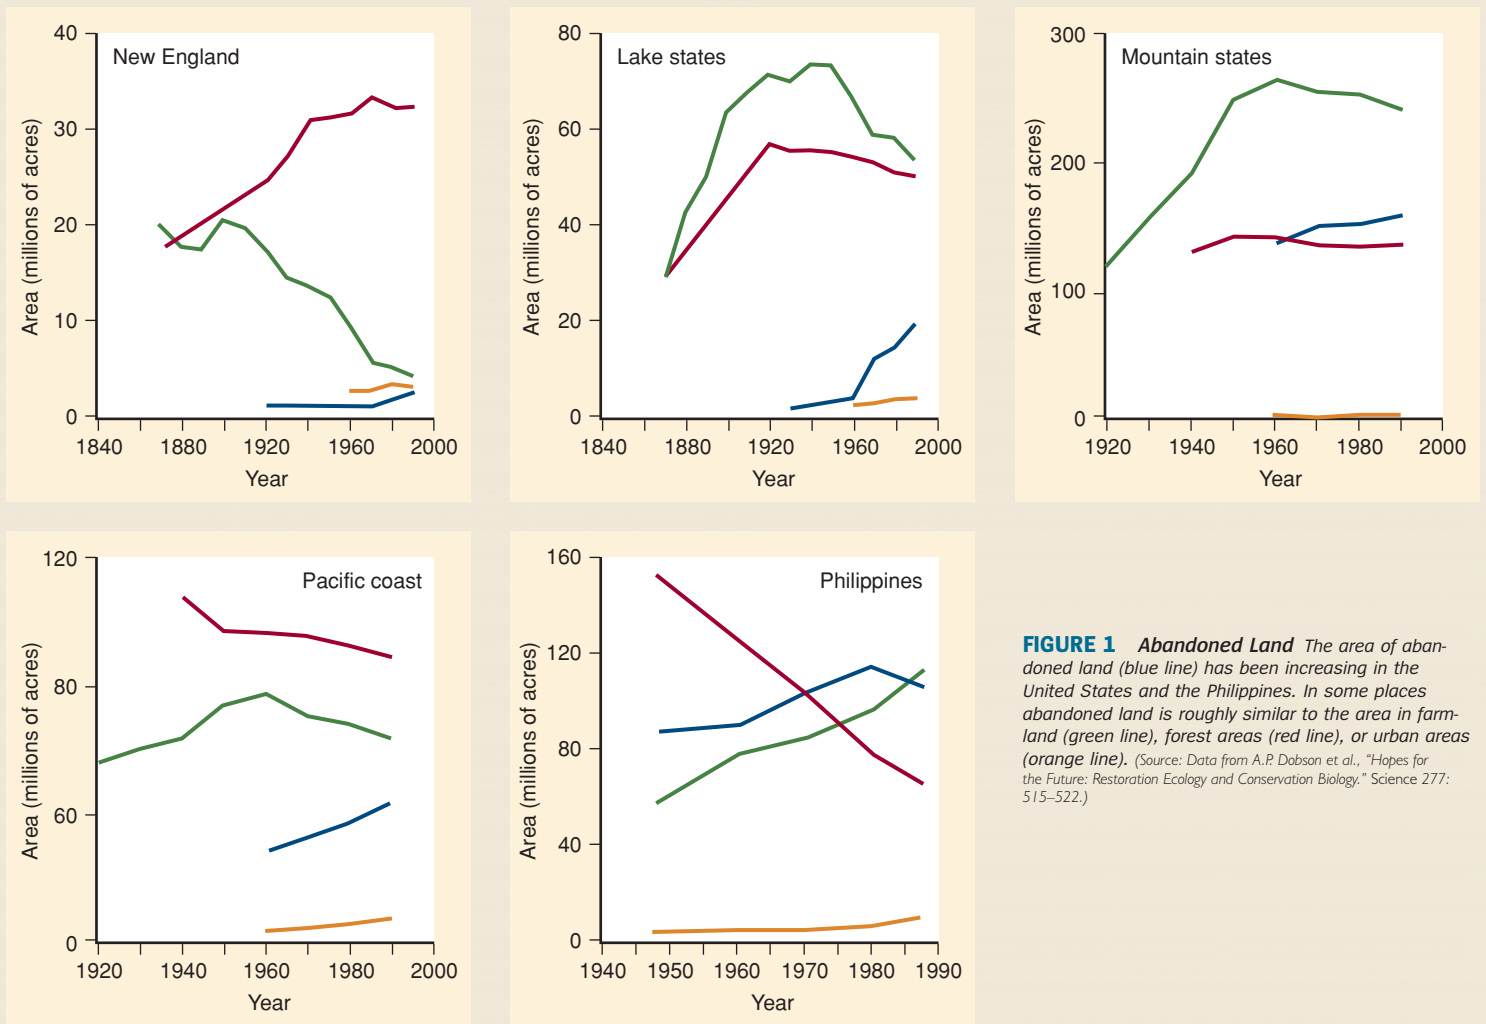 New England
40
30
20
10
0
Area (millions of acres)
1840 1880 1920 1960 2000
Year
Lake states
80
60
40
20
0
Area (millions of acres)
1840 1880 1920 1960 2000
Year
Mountain states
300
200
100
0
Area (millions of acres)
1920 1940 1960 1980 2000
Year
Pacific coast
120
80
60
0
Area (millions of acres)
1920 1940 1960 1980 2000
Year
Philippines
160
120
80
40
0
Area (millions of acres)
1940 1950 1960 1970 1980 1990
Year
FIGURE 1 Abandoned Land The area of aban-
doned land (blue line) has been increasing in the
United States and the Philippines. In some places
abandoned land is roughly similar to the area in farm-
land (green line), forest areas (red line), or urban areas
(orange line). (Source: Data from A.P. Dobson et al., “Hopes for
the Future: Restoration Ecology and Conservation Biology.” Science 277:
515–522.)